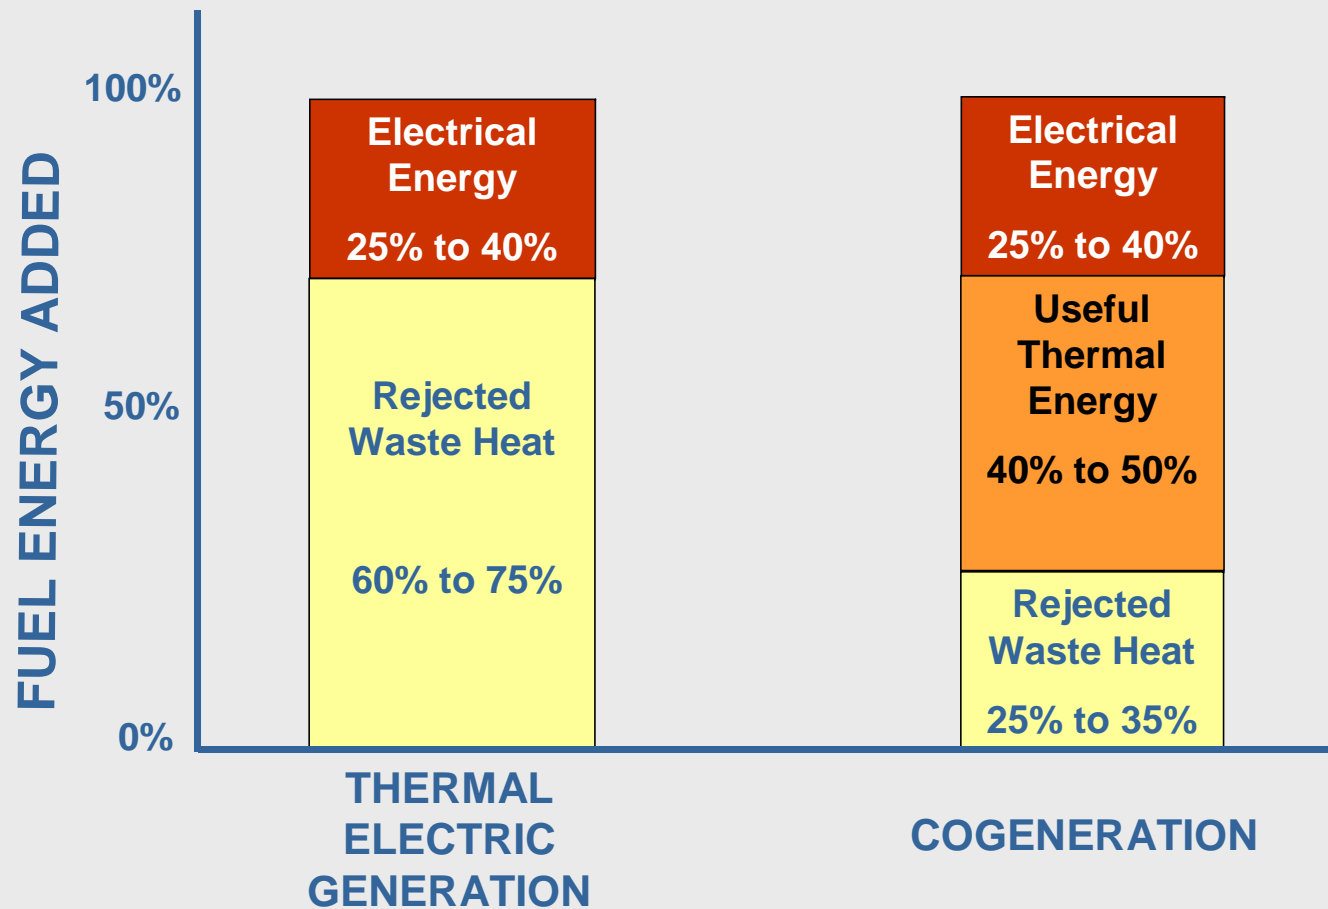 FUEL ENERGY ADDED
100%
50%
0%
Electrical
Energy
25% to 40%
Rejected
Waste Heat
60% to 75%
THERMAL
ELECTRIC
GENERATION
Electrical
Energy
25% to 40%
Useful
Thermal
Energy
40% to 50%
Rejected
Waste Heat
25% to 35%
COGENERATION